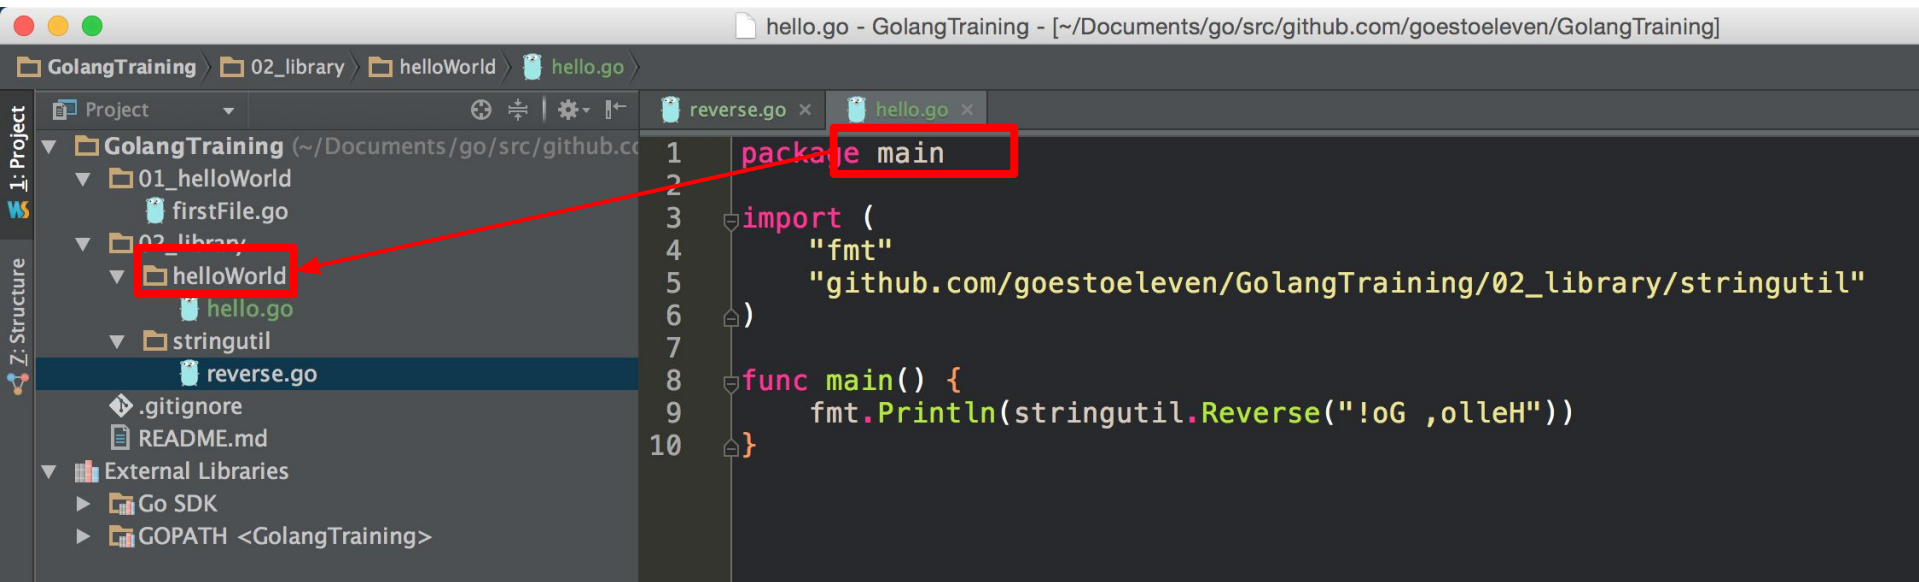 hello.go - GolangTraining - [~/Documents/go/src/github.com/goestoeleven/GolangTraining]
GolangTraining 02_library helloWorld hello.go
1: Project
Z: Structure
Project
GolangTraining (~/Documents/go/src/github.co
01_helloWorld
firstFile.go
02_library
helloWorld
hello.go
stringutil
reverse.go
.gitignore
README.md
External Libraries
Go SDK
GOPATH <GolangTraining>
reverse.go × hello.go ×
1 package main
2
3 import (
4 "fmt"
5 "github.com/goestoeleven/GolangTraining/02_library/stringutil"
6 )
7
8 func main() {
9 fmt.Println(stringutil.Reverse("!oG ,olleH"))
10 }